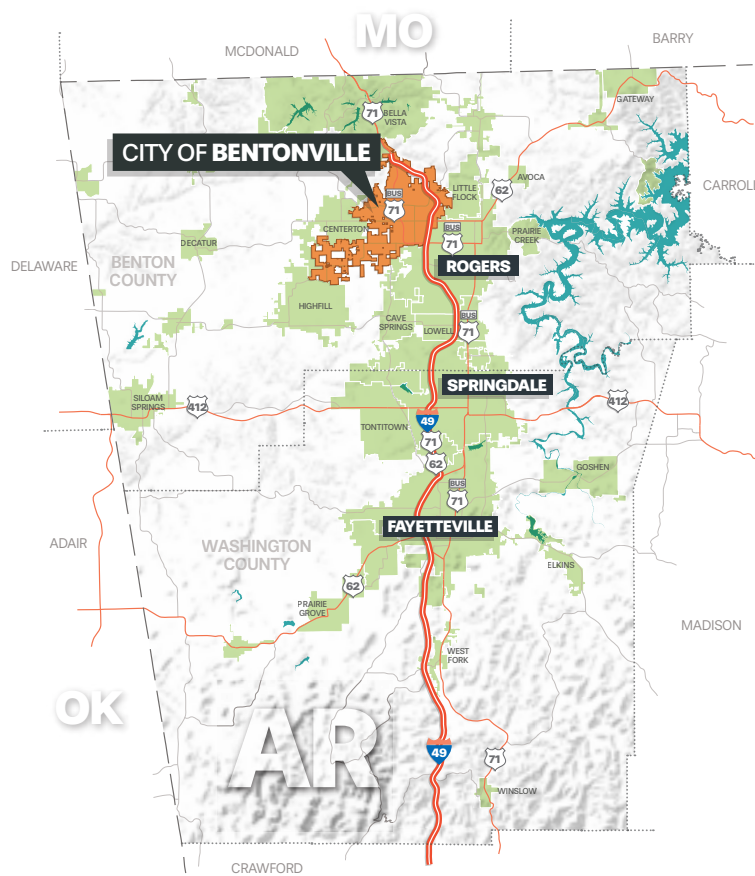 MO
MCDONALD
BARRY
GATEWAY
71
BELLA
VISTA
CITY OF BENTONVILLE
CARROLL
AVOCA
62
LITTLE
FLOCK
BUS
71
CENTERTON
PRAIRIE
CREEK
BUS
71
DECATUR
BENTON
COUNTY
DELAWARE
ROGERS
HIGHFILL
CAVE
SPRINGS
LOWELL
BUS
71
SPRINGDALE
SILOAM
SPRINGS
412
412
49
TONTITOWN
71
62
GOSHEN
BUS
71
FAYETTEVILLE
ADAIR
WASHINGTON
COUNTY
ELKINS
62
PRAIRIE
GROVE
MADISON
WEST
FORK
OK
AR
49
71
WINSLOW
CRAWFORD